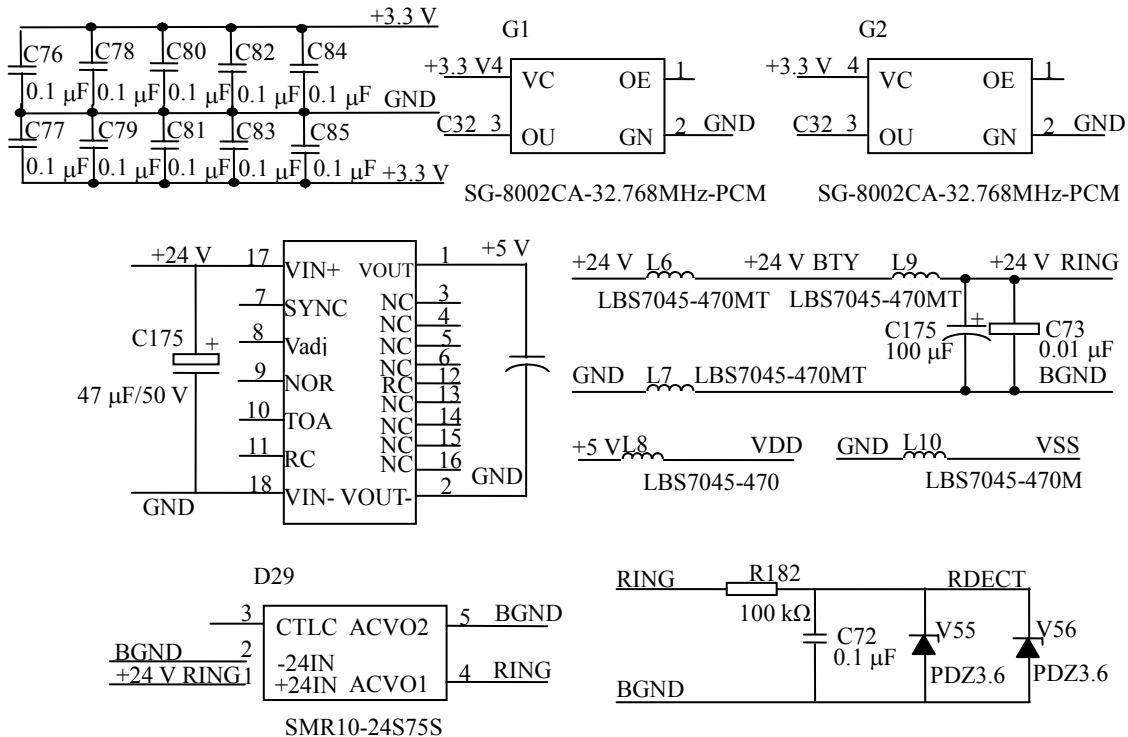 +3.3 V
C76 C78 C80 C82 C84
0.1 μF 0.1 μF 0.1 μF 0.1 μF 0.1 μF
GND
C77 C79 C81 C83 C85
0.1 μF 0.1 μF 0.1 μF 0.1 μF 0.1 μF
+3.3 V
G1
+3.3 V 4 VC OE 1
C32 3 OU GN 2 GND
SG-8002CA-32.768MHz-PCM
G2
+3.3 V 4 VC OE 1
C32 3 OU GN 2 GND
SG-8002CA-32.768MHz-PCM
+24 V 17 VIN+ VOUT 1 +5 V
7 SYNC NC 3
NC 4
8 Vadj NC 5
NC 6
9 NOR RC 12
NC 13
10 TOA NC 14
11 RC NC 15
NC 16
GND 18 VIN- VOUT- 2 GND
C175 +
47 μF/50 V
+24 V L6 +24 V BTY L9 +24 V RING
LBS7045-470MT LBS7045-470MT
C175 + C73
100 μF 0.01 μF
GND L7 LBS7045-470MT BGND
+5 V L8 VDD
LBS7045-470
GND L10 VSS
LBS7045-470M
D29
3 CTLC ACVO2 5 BGND
BGND 2 -24IN
+24 V RING 1 +24IN ACVO1 4 RING
SMR10-24S75S
RING R182 RDECT
100 kΩ
C72 V55 V56
0.1 μF PDZ3.6 PDZ3.6
BGND